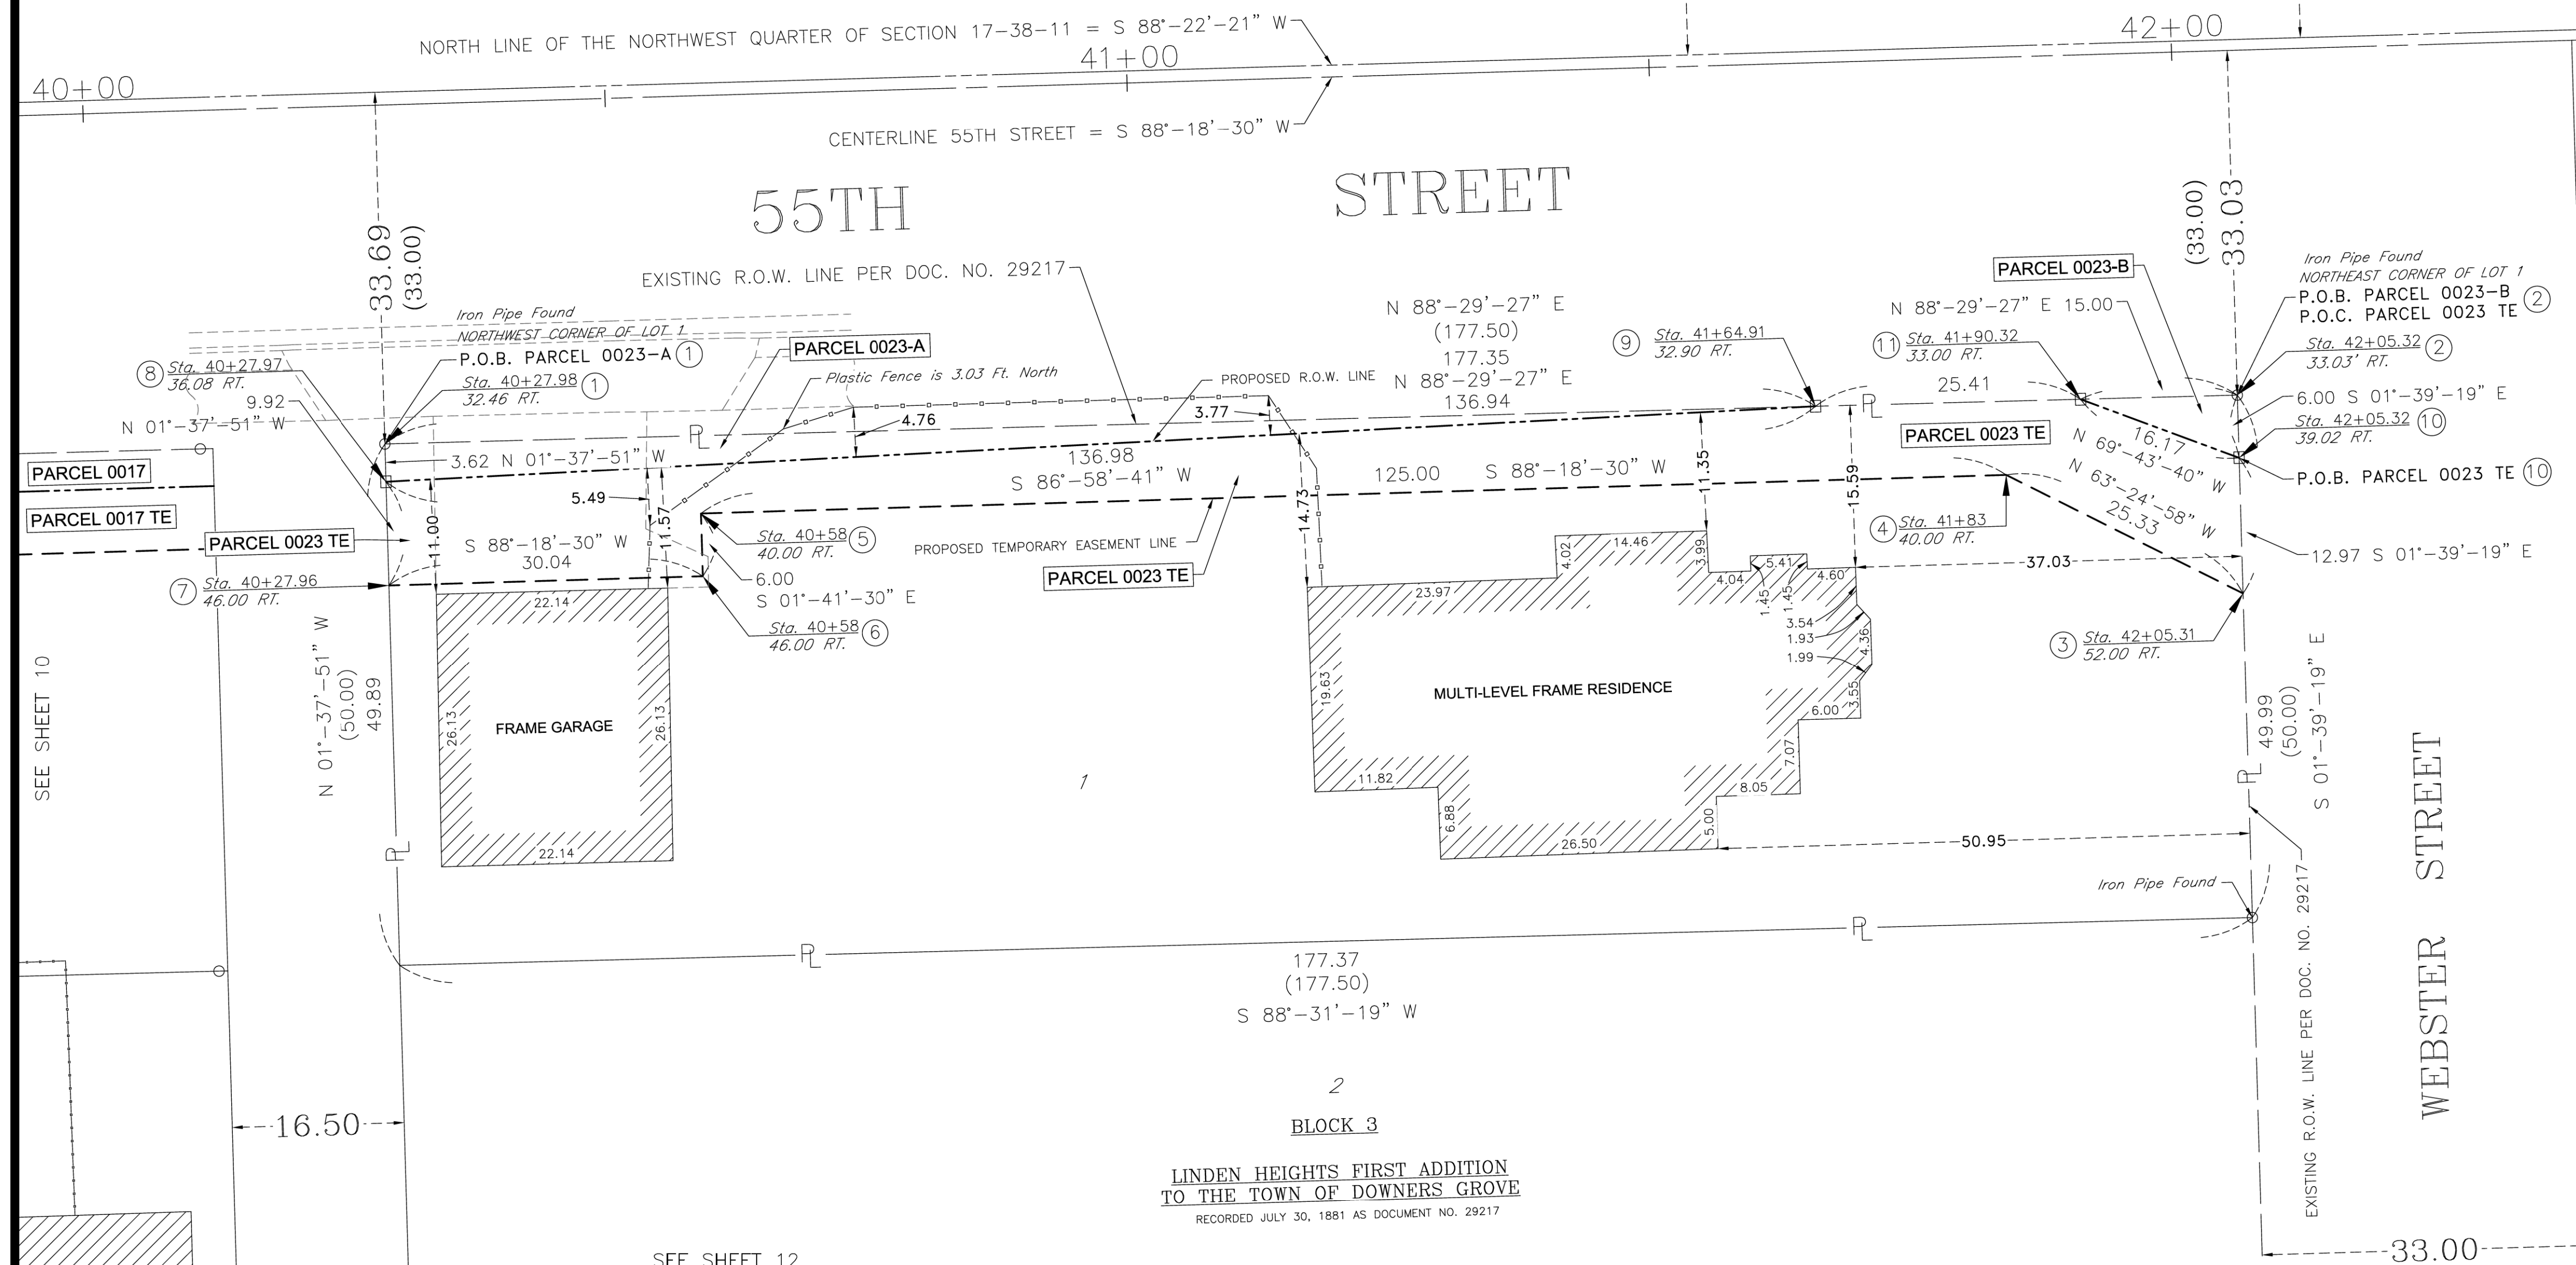 NORTH LINE OF THE NORTHWEST QUARTER OF SECTION 17-38-11 = S 88°-22'-21" W
40+00
41+00
42+00
CENTERLINE 55TH STREET = S 88°-18'-30" W
55TH STREET
33.69
(33.00)
(33.00)
33.03
EXISTING R.O.W. LINE PER DOC. NO. 29217
Iron Pipe Found
NORTHWEST CORNER OF LOT 1
P.O.B. PARCEL 0023-A 1
Sta. 40+27.98 1
32.46 RT.
8 Sta. 40+27.97
36.08 RT.
9.92
N 01°-37'-51" W
PARCEL 0023-A
Plastic Fence is 3.03 Ft. North
PROPOSED R.O.W. LINE
N 88°-29'-27" E
(177.50)
177.35
N 88°-29'-27" E
136.94
9 Sta. 41+64.91
32.90 RT.
PARCEL 0023-B
N 88°-29'-27" E 15.00
11 Sta. 41+90.32
33.00 RT.
25.41
Iron Pipe Found
NORTHEAST CORNER OF LOT 1
P.O.B. PARCEL 0023-B
P.O.C. PARCEL 0023 TE 2
Sta. 42+05.32 2
33.03' RT.
6.00 S 01°-39'-19" E
Sta. 42+05.32 10
39.02 RT.
P.O.B. PARCEL 0023 TE 10
PARCEL 0017
PARCEL 0017 TE
PARCEL 0023 TE
3.62 N 01°-37'-51" W
4.76
3.77
PL
PL
136.98
S 86°-58'-41" W
125.00 S 88°-18'-30" W
PARCEL 0023 TE
16.17
N 69°-43'-40" W
N 63°-24'-58" W
25.33
5.49
11.00
11.57
14.73
11.35
15.59
S 88°-18'-30" W
30.04
Sta. 40+58 5
40.00 RT.
PROPOSED TEMPORARY EASEMENT LINE
PARCEL 0023 TE
4 Sta. 41+83
40.00 RT.
37.03
12.97 S 01°-39'-19" E
7 Sta. 40+27.96
46.00 RT.
6.00
S 01°-41'-30" E
Sta. 40+58 6
46.00 RT.
3 Sta. 42+05.31
52.00 RT.
22.14
26.13
FRAME GARAGE
26.13
22.14
23.97
4.02
14.46
3.99
4.04
1.45
5.41
1.45
4.60
3.54
1.93
4.36
1.99
3.55
6.00
7.07
8.05
5.00
26.50
6.88
11.82
19.63
MULTI-LEVEL FRAME RESIDENCE
50.95
SEE SHEET 10
N 01°-37'-51" W
(50.00)
49.89
PL
1
49.99
(50.00)
S 01°-39'-19" E
PL
Iron Pipe Found
EXISTING R.O.W. LINE PER DOC. NO. 29217
WEBSTER STREET
PL
PL
177.37
(177.50)
S 88°-31'-19" W
2
BLOCK 3
16.50
LINDEN HEIGHTS FIRST ADDITION
TO THE TOWN OF DOWNERS GROVE
RECORDED JULY 30, 1881 AS DOCUMENT NO. 29217
SEE SHEET 12
33.00